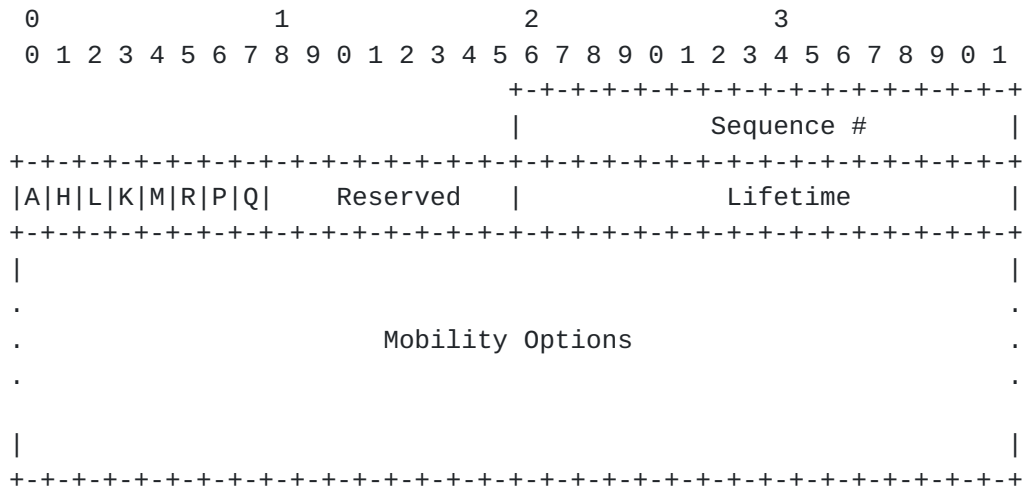 0                   1                   2                   3
 0 1 2 3 4 5 6 7 8 9 0 1 2 3 4 5 6 7 8 9 0 1 2 3 4 5 6 7 8 9 0 1
                                +-+-+-+-+-+-+-+-+-+-+-+-+-+-+-+-+
                                |            Sequence #         |
+-+-+-+-+-+-+-+-+-+-+-+-+-+-+-+-+-+-+-+-+-+-+-+-+-+-+-+-+-+-+-+-+
|A|H|L|K|M|R|P|Q|    Reserved   |             Lifetime          |
+-+-+-+-+-+-+-+-+-+-+-+-+-+-+-+-+-+-+-+-+-+-+-+-+-+-+-+-+-+-+-+-+
|                                                               |
.                                                               .
.                       Mobility Options                        .
.                                                               .
|                                                               |
+-+-+-+-+-+-+-+-+-+-+-+-+-+-+-+-+-+-+-+-+-+-+-+-+-+-+-+-+-+-+-+-+